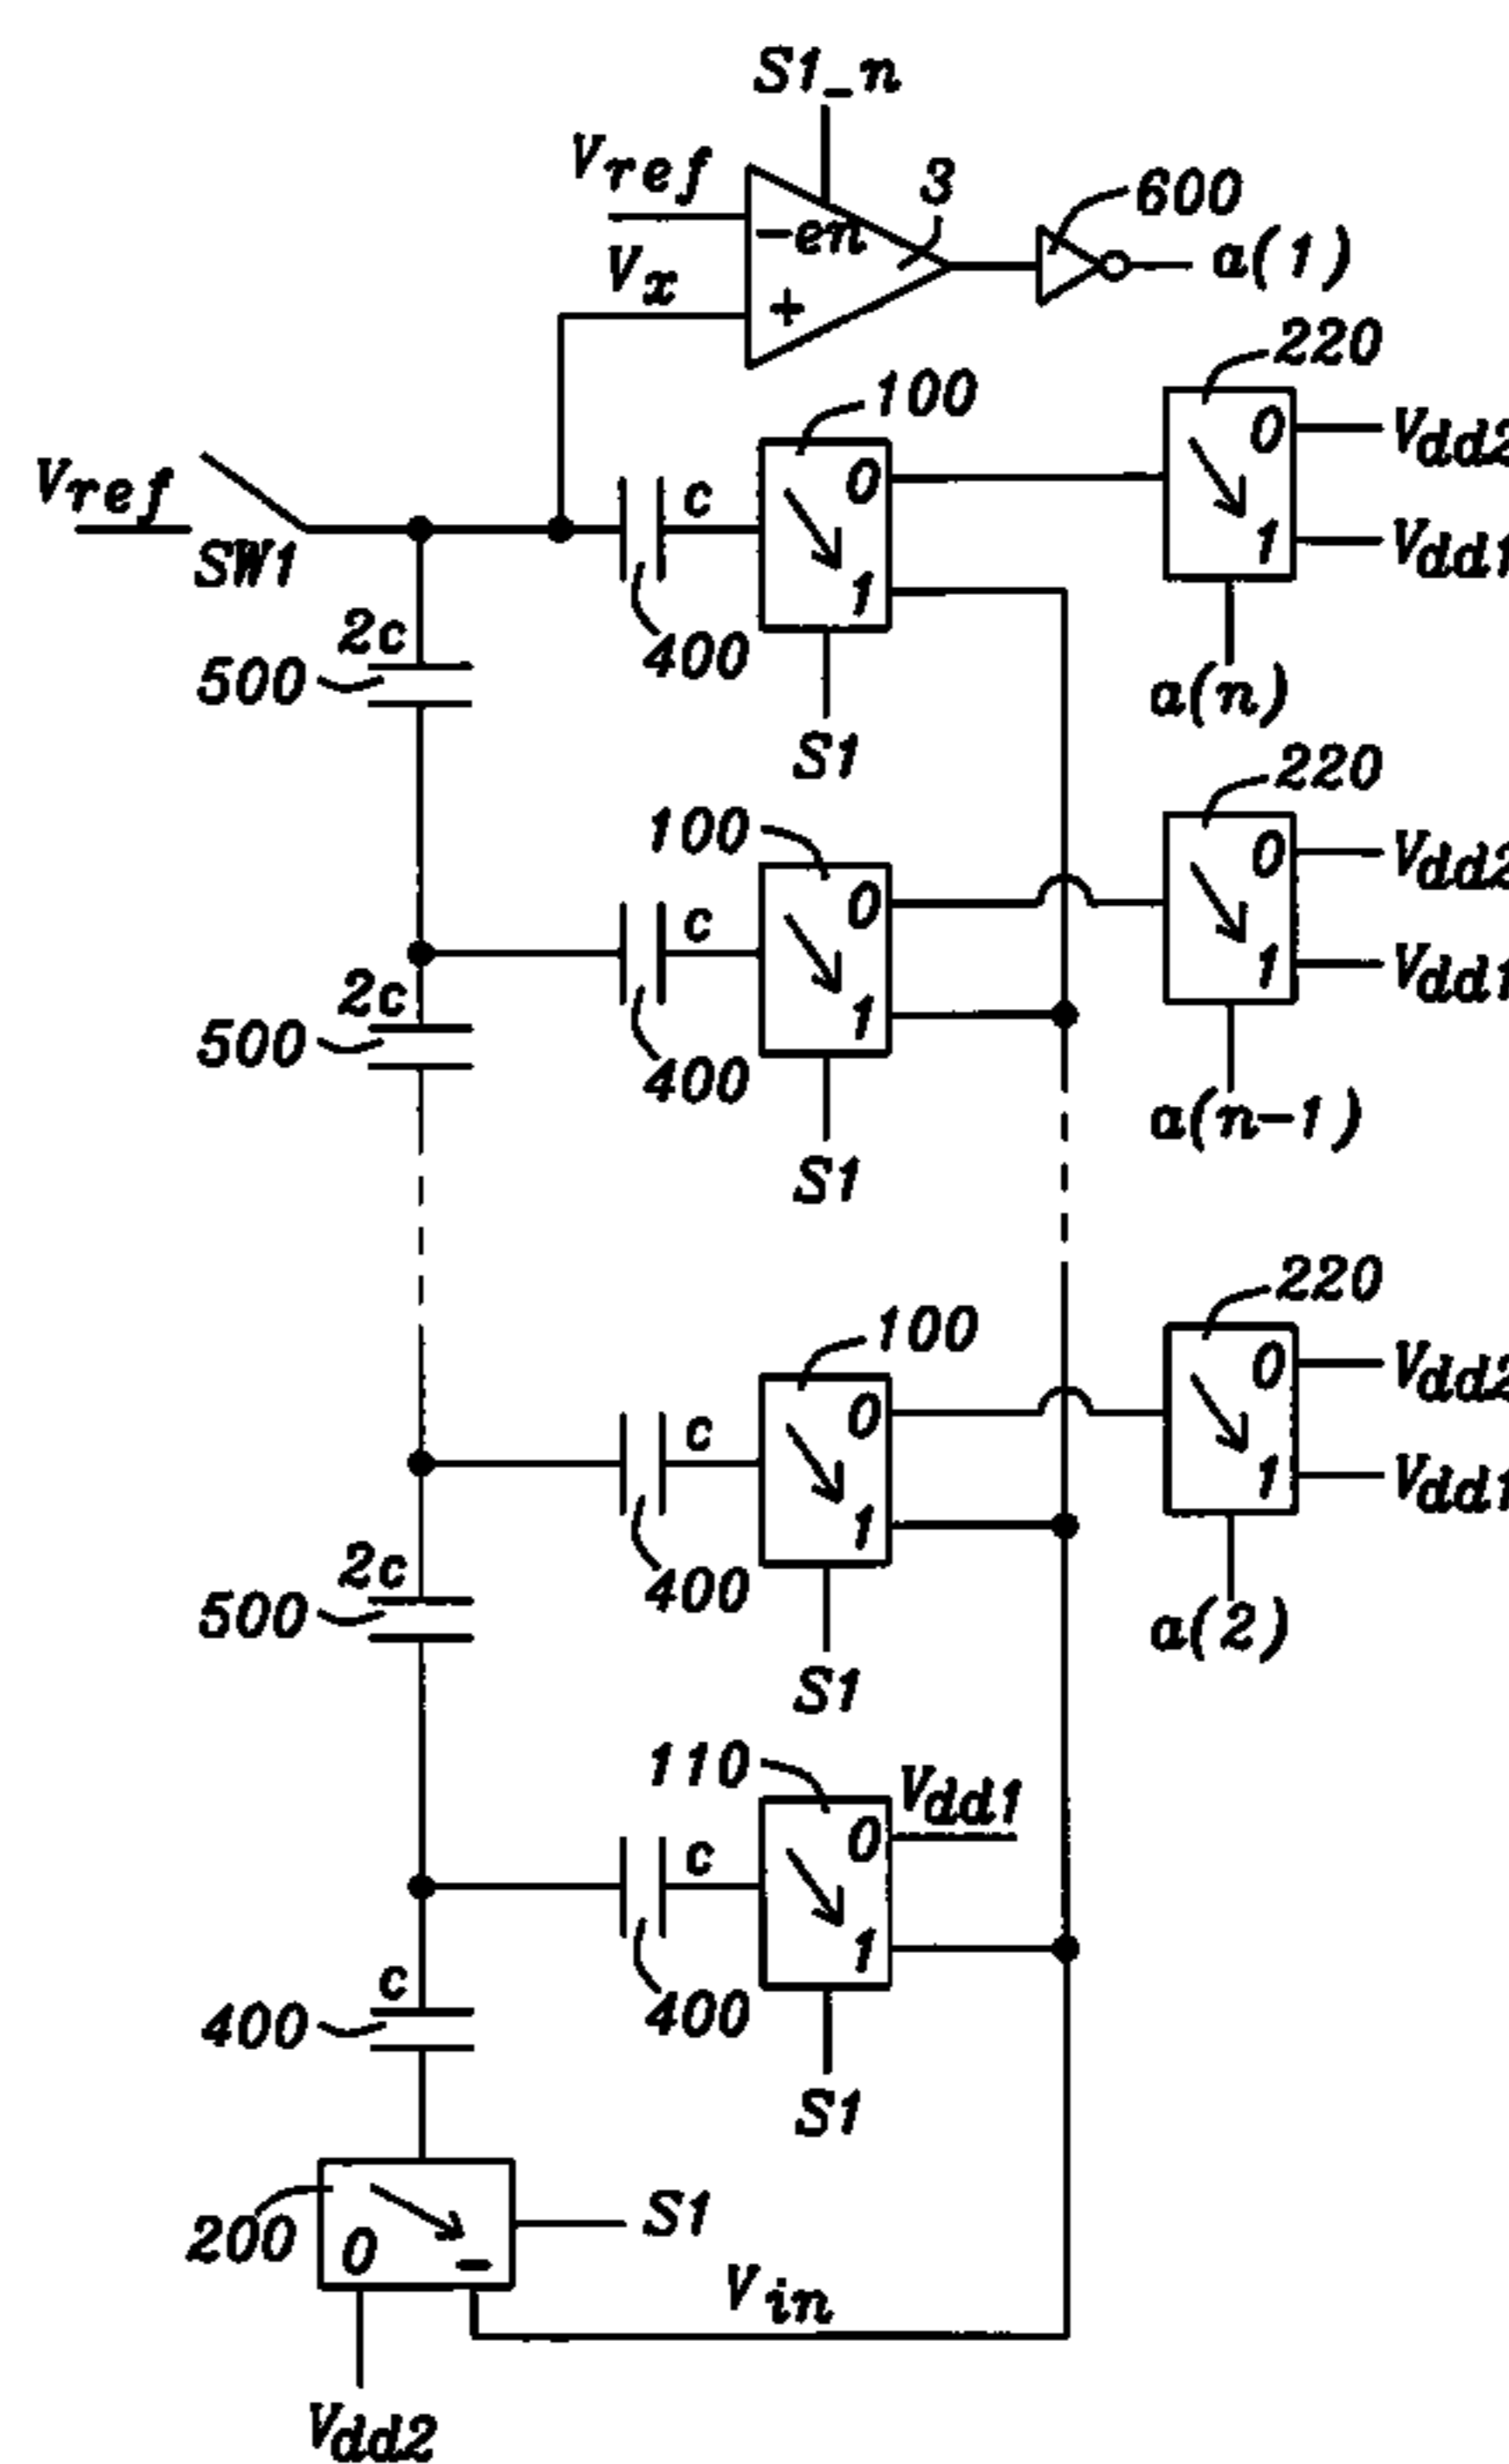 S1_n
Vref
-en
3
600
Vx
+
a(1)
220
100
0
Vdd2
Vref
c
0
SW1
1
Vdd1
1
2c
400
500
a(n)
S1
220
100
0
Vdd2
c
0
2c
1
Vdd1
500
1
400
a(n-1)
S1
220
100
0
Vdd2
c
0
2c
1
Vdd1
500
1
400
a(2)
S1
110
Vdd1
0
c
1
c
400
400
S1
200
0
-
S1
Vin
Vdd2